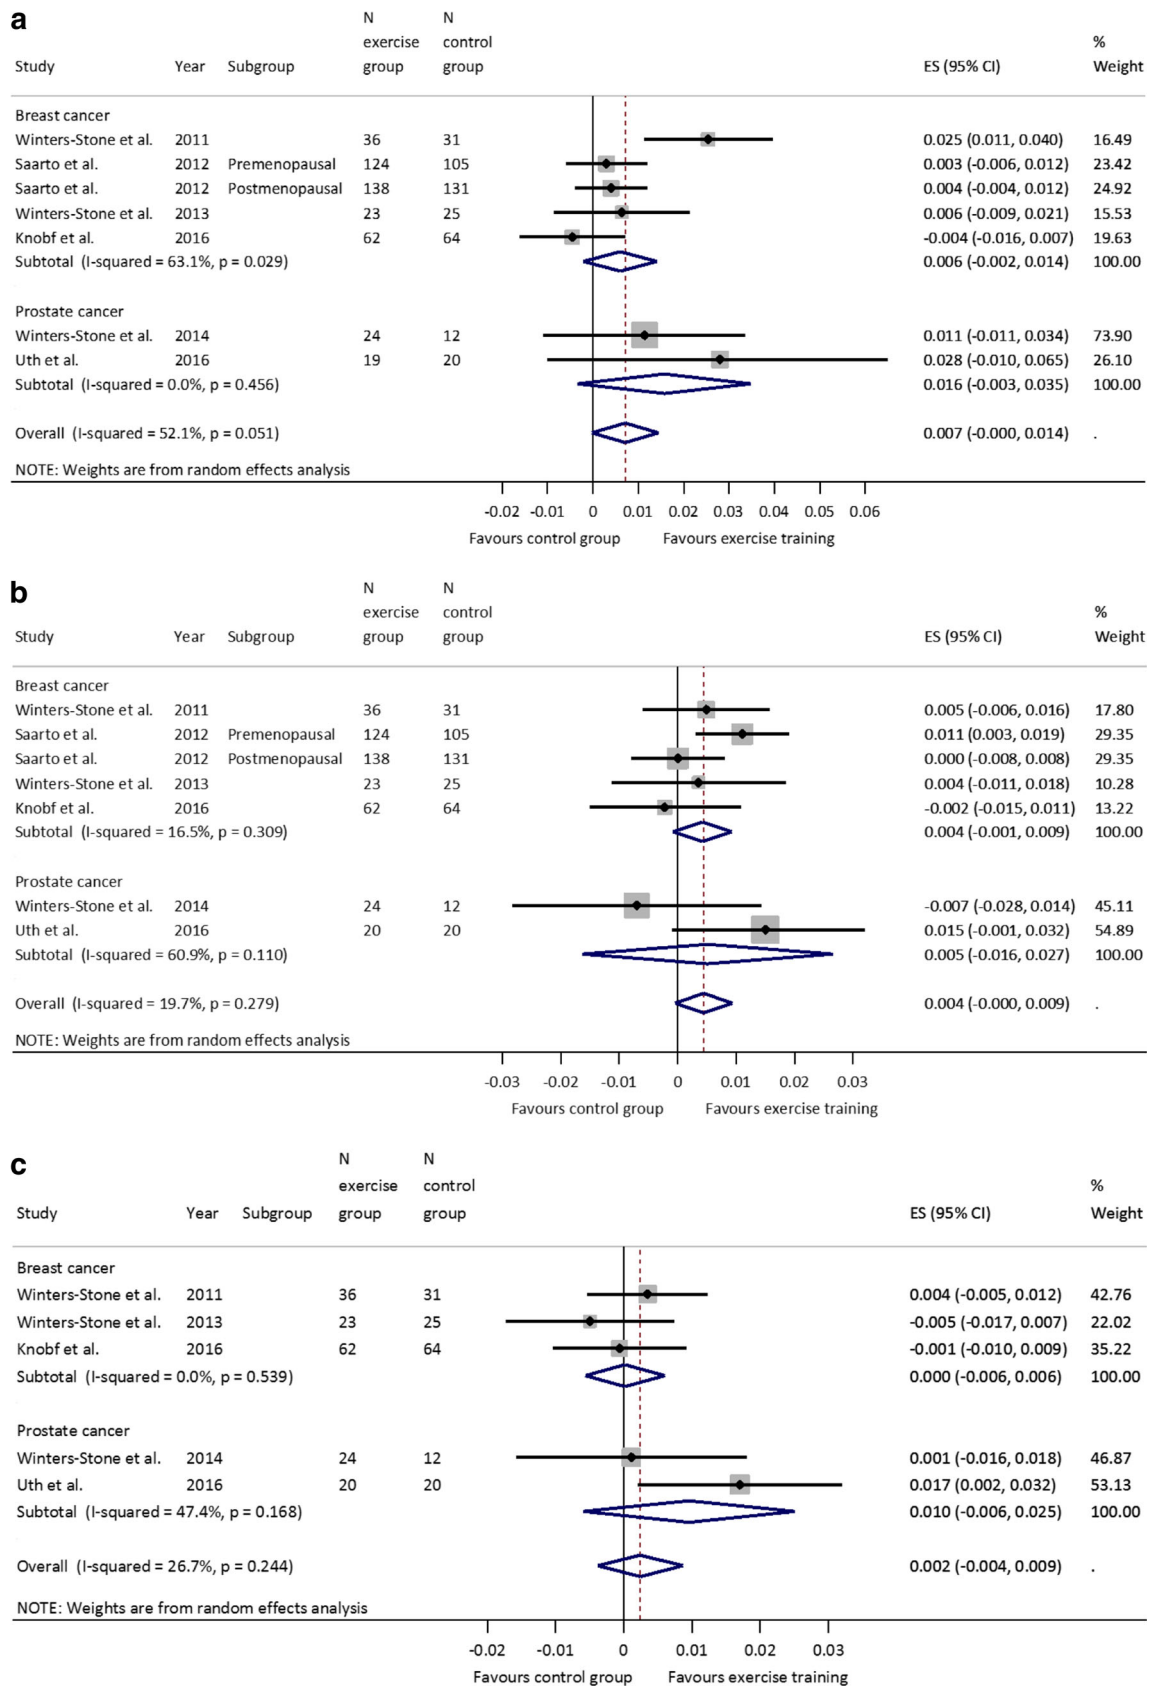 a
N N
exercise control %
Study Year Subgroup group group ES (95% CI) Weight
Breast cancer
Winters-Stone et al. 2011 36 31 0.025 (0.011, 0.040) 16.49
Saarto et al. 2012 Premenopausal 124 105 0.003 (-0.006, 0.012) 23.42
Saarto et al. 2012 Postmenopausal 138 131 0.004 (-0.004, 0.012) 24.92
Winters-Stone et al. 2013 23 25 0.006 (-0.009, 0.021) 15.53
Knobf et al. 2016 62 64 -0.004 (-0.016, 0.007) 19.63
Subtotal (I-squared = 63.1%, p = 0.029) 0.006 (-0.002, 0.014) 100.00
Prostate cancer
Winters-Stone et al. 2014 24 12 0.011 (-0.011, 0.034) 73.90
Uth et al. 2016 19 20 0.028 (-0.010, 0.065) 26.10
Subtotal (I-squared = 0.0%, p = 0.456) 0.016 (-0.003, 0.035) 100.00
Overall (I-squared = 52.1%, p = 0.051) 0.007 (-0.000, 0.014) .
NOTE: Weights are from random effects analysis
-0.02 -0.01 0 0.01 0.02 0.03 0.04 0.05 0.06
Favours control group Favours exercise training
b
N N
exercise control %
Study Year Subgroup group group ES (95% CI) Weight
Breast cancer
Winters-Stone et al. 2011 36 31 0.005 (-0.006, 0.016) 17.80
Saarto et al. 2012 Premenopausal 124 105 0.011 (0.003, 0.019) 29.35
Saarto et al. 2012 Postmenopausal 138 131 0.000 (-0.008, 0.008) 29.35
Winters-Stone et al. 2013 23 25 0.004 (-0.011, 0.018) 10.28
Knobf et al. 2016 62 64 -0.002 (-0.015, 0.011) 13.22
Subtotal (I-squared = 16.5%, p = 0.309) 0.004 (-0.001, 0.009) 100.00
Prostate cancer
Winters-Stone et al. 2014 24 12 -0.007 (-0.028, 0.014) 45.11
Uth et al. 2016 20 20 0.015 (-0.001, 0.032) 54.89
Subtotal (I-squared = 60.9%, p = 0.110) 0.005 (-0.016, 0.027) 100.00
Overall (I-squared = 19.7%, p = 0.279) 0.004 (-0.000, 0.009) .
NOTE: Weights are from random effects analysis
-0.03 -0.02 -0.01 0 0.01 0.02 0.03
Favours control group Favours exercise training
c
N N
exercise control %
Study Year Subgroup group group ES (95% CI) Weight
Breast cancer
Winters-Stone et al. 2011 36 31 0.004 (-0.005, 0.012) 42.76
Winters-Stone et al. 2013 23 25 -0.005 (-0.017, 0.007) 22.02
Knobf et al. 2016 62 64 -0.001 (-0.010, 0.009) 35.22
Subtotal (I-squared = 0.0%, p = 0.539) 0.000 (-0.006, 0.006) 100.00
Prostate cancer
Winters-Stone et al. 2014 24 12 0.001 (-0.016, 0.018) 46.87
Uth et al. 2016 20 20 0.017 (0.002, 0.032) 53.13
Subtotal (I-squared = 47.4%, p = 0.168) 0.010 (-0.006, 0.025) 100.00
Overall (I-squared = 26.7%, p = 0.244) 0.002 (-0.004, 0.009) .
NOTE: Weights are from random effects analysis
-0.02 -0.01 0 0.01 0.02 0.03
Favours control group Favours exercise training